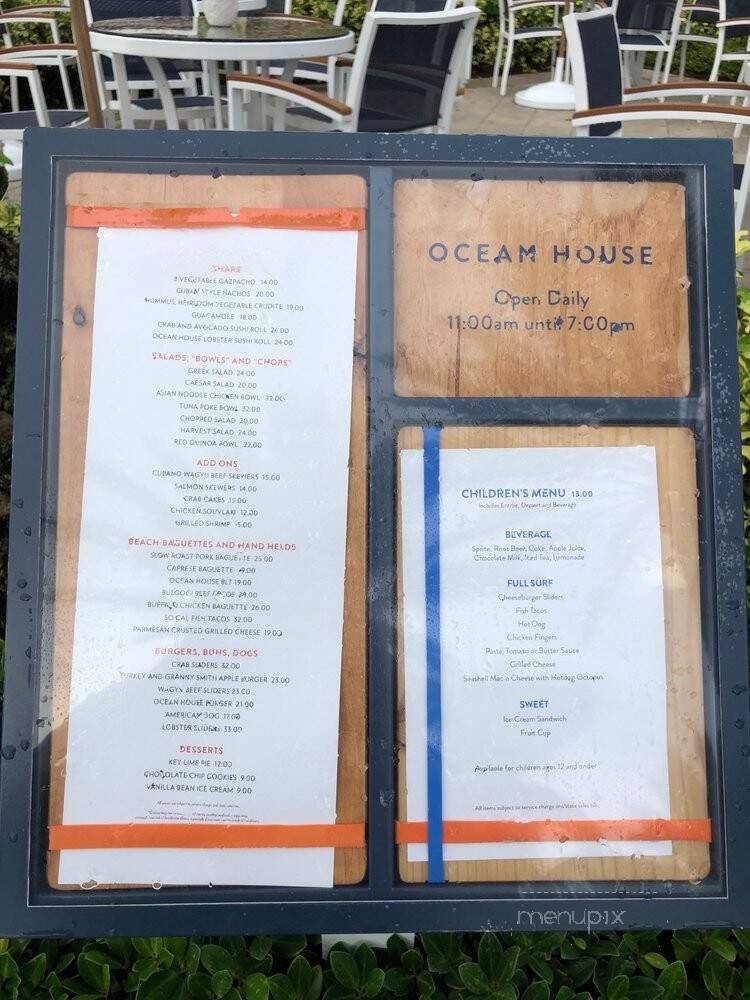 SHARE
8 VEGETABLE GAZPACHO 14.00
CUBAN STYLE NACHOS 20.00
HUMMUS, HEIRLOOM VEGETABLE CRUDITE 19.00
GUACAMOLE 18.00
CRAB AND AVOCADO SUSHI ROLL 24.00
OCEAN HOUSE LOBSTER SUSHI ROLL 24.00
SALADS, "BOWLS" AND "CHOPS"
GREEK SALAD 24.00
CAESAR SALAD 20.00
ASIAN NOODLE CHICKEN BOWL 32.00
TUNA POKE BOWL 32.00
CHOPPED SALAD 20.00
HARVEST SALAD 24.00
RED QUINOA BOWL 27.00
ADD ONS
CUBANO WAGYU BEEF SKEWERS 15.00
SALMON SKEWERS 14.00
CRAB CAKES 15.00
CHICKEN SOUVLAKI 12.00
GRILLED SHRIMP
BEACH BAGUETTES AND HAND HELDS
SLOW ROAST PORK BAGUETTE 25.00
CAPRESE BAGUETTE
OCEAN HOUSE BLT 19.00
BULGOGI BEEF TACOS
BUFFALO CHICKEN BAGUETTE 26.00
SO CAL FISH TACOS 32.00
PARMESAN CRUSTED GRILLED CHEESE 19.00
BURGERS, BUNS, DOGS
CRAB SLIDERS 32.00
TURKEY AND GRANNY SMITH APPLE BURGER 23.00
WAGYU BEEF SLIDERS 23.00
OCEAN HOUSE BURGER 21.00
AMERICAN DOG 17.00
LOBSTER SLIDERS 33.00
DESSERTS
KEY LIME PIE 12.00
CHOCOLATE CHIP COOKIES 9.00
VANILLA BEAN ICE CREAM 9.00
OCEAN HOUSE
Open Daily
11:00am until 7:00pm
CHILDREN'S MENU 13.00
Includes Entrée, Dessert and Beverage
BEVERAGE
Sprite, Root Beer, Coke, Apple Juice,
Chocolate Milk, Iced Tea, Lemonade
FULL SURF
Cheeseburger Sliders
Fish Tacos
Hot Dog
Chicken Fingers
Pasta, Tomato or Butter Sauce
Grilled Cheese
Seashell Mac n Cheese with Hotdog Octopus
SWEET
Ice Cream Sandwich
Fruit Cup
Available for children ages 12 and under
All items subject to service charge and state sales
menupix